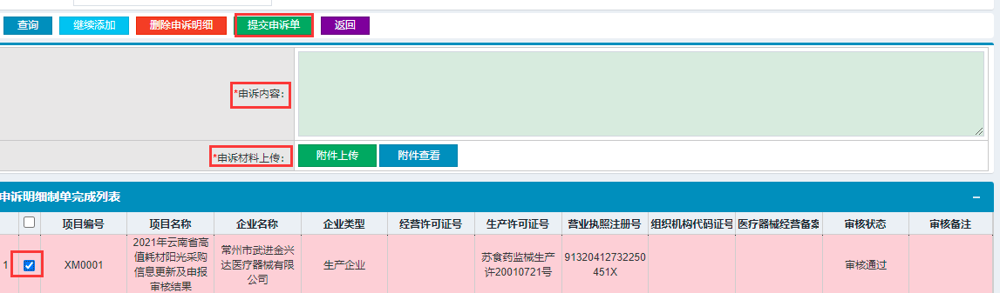 查询 继续添加 删除申诉明细 提交申诉单 返回
*申诉内容：
*申诉材料上传： 附件上传 附件查看
申诉明细制单完成列表
项目编号 项目名称 企业名称 企业类型 经营许可证号 生产许可证号 营业执照注册号 组织机构代码证号 医疗器械经营备案 审核状态 审核备注
1 XM0001 2021年云南省高
值耗材阳光采购
信息更新及申报
审核结果 常州市武进金兴
达医疗器械有限
公司 生产企业 苏食药监械生产
许20010721号 91320412732250
451X 审核通过